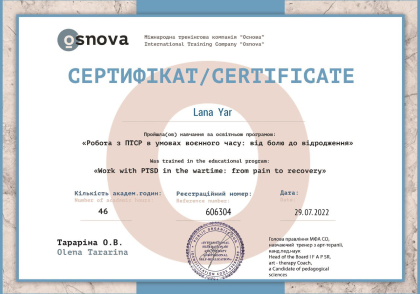 osnova
Міжнародна тренінгова компанія "Основа"
International Training Company "Osnova"
СЕРТИФІКАТ/CERTIFICATE
Lana Yar
Пройшла(ов) навчання за освітньою програмою:
«Робота з ПТСР в умовах воєнного часу: від болю до відродження»
Was trained in the educational program:
«Work with PTSD in the wartime: from pain to recovery»
Кількість академ.годин: Реєстраційний номер: Дата:
Number of academic hours: Reference number:
46 606304 29.07.2022
Тараріна О.В.
Olena Tararina
Голова правління МФА СО,
навчаючий тренер з арт-терапії,
канд.пед.наук
Head of the Board I F A P SR,
art - therapy Coach,
a Candidate of pedagogical
sciences